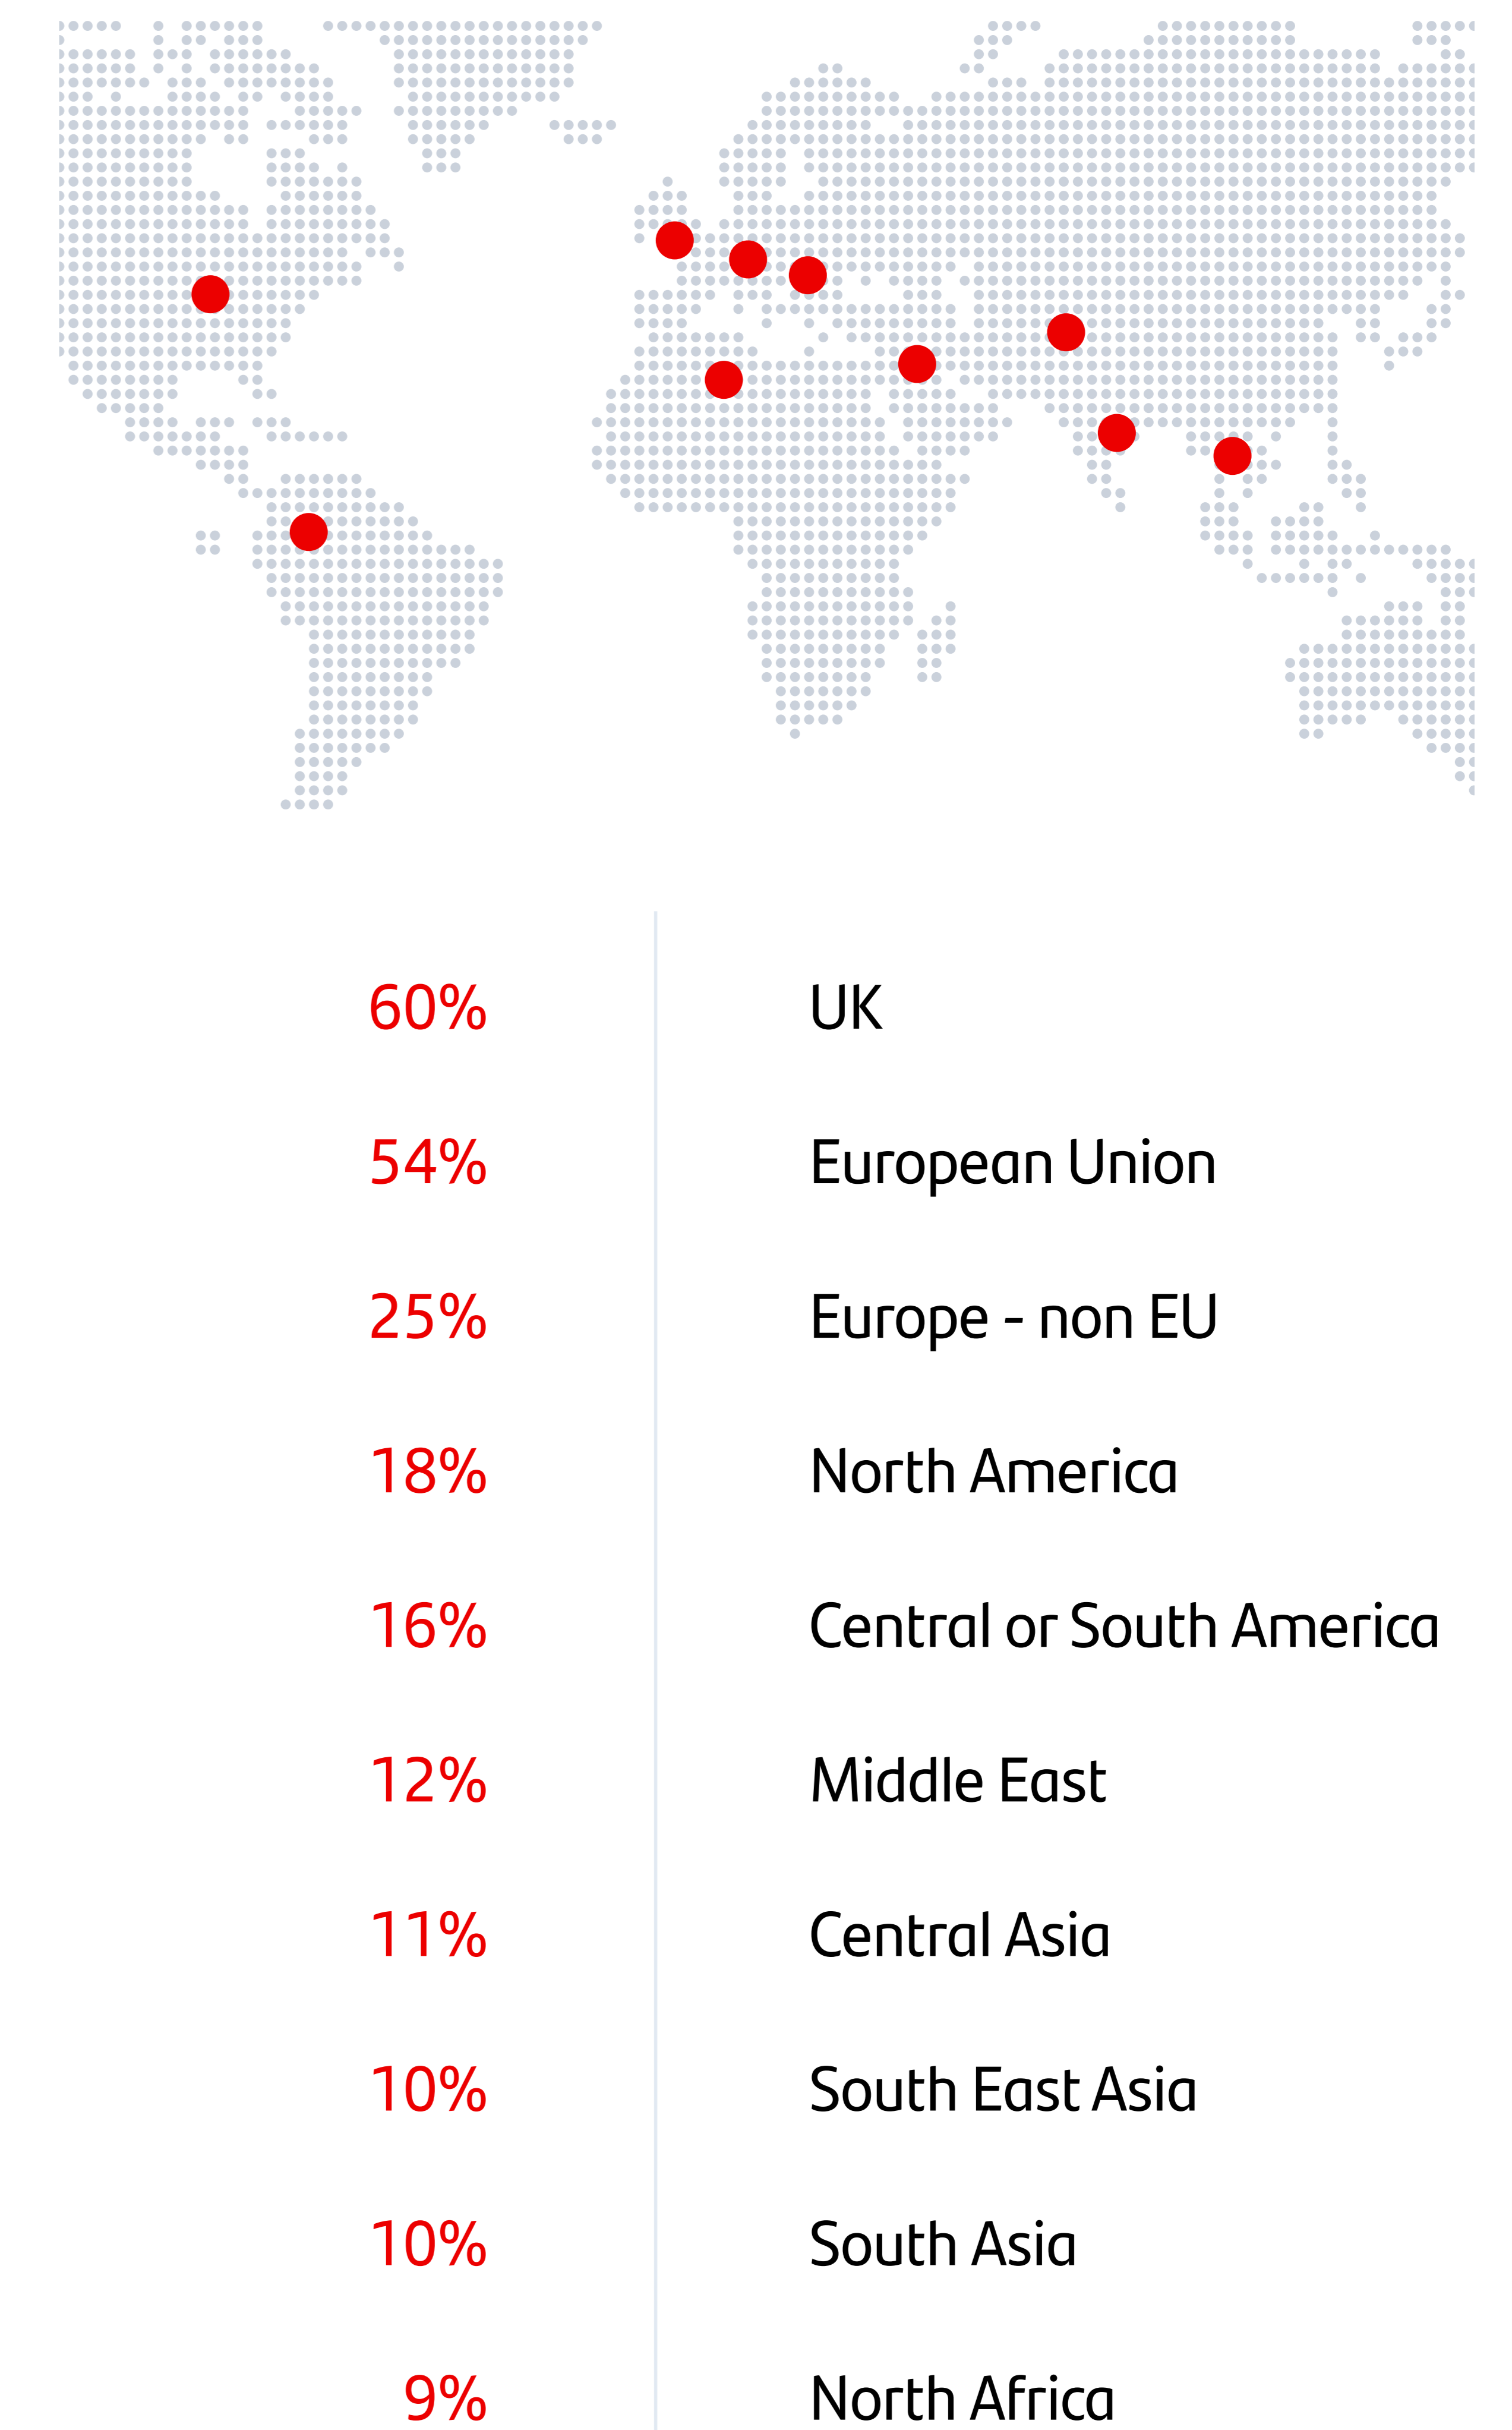 60% UK
54% European Union
25% Europe - non EU
18% North America
16% Central or South America
12% Middle East
11% Central Asia
10% South East Asia
10% South Asia
9% North Africa